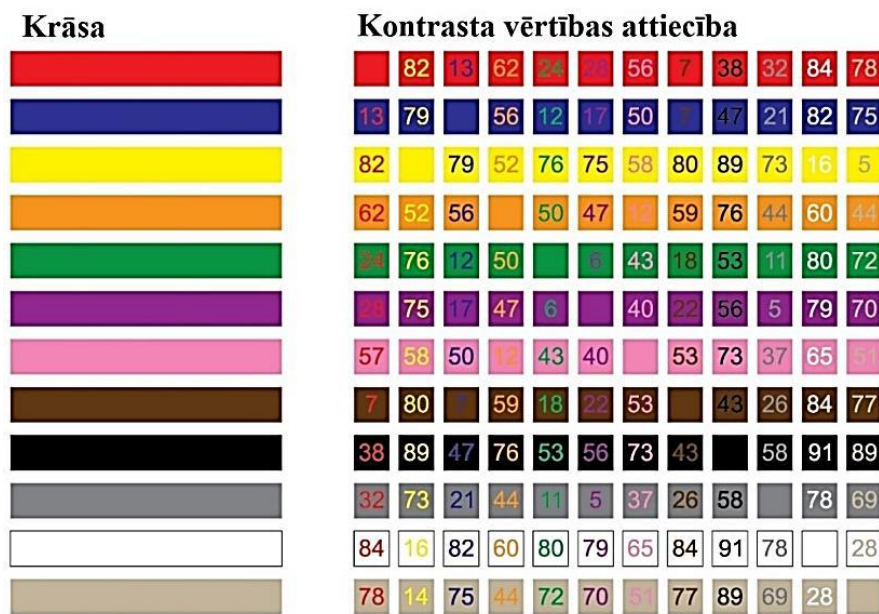 Krāsa Kontrasta vērtības attiecība
82 13 62 24 28 56 7 38 32 84 78
13 79 56 12 17 50 7 47 21 82 75
82 79 52 76 75 58 80 89 73 16 5
62 52 56 50 47 12 59 76 44 60 44
24 76 12 50 6 43 18 53 11 80 72
28 75 17 47 6 40 22 56 5 79 70
57 58 50 12 43 40 53 73 37 65 51
7 80 7 59 18 22 53 43 26 84 77
38 89 47 76 53 56 73 43 58 91 89
32 73 21 44 11 5 37 26 58 78 69
84 16 82 60 80 79 65 84 91 78 28
78 14 75 44 72 70 51 77 89 69 28